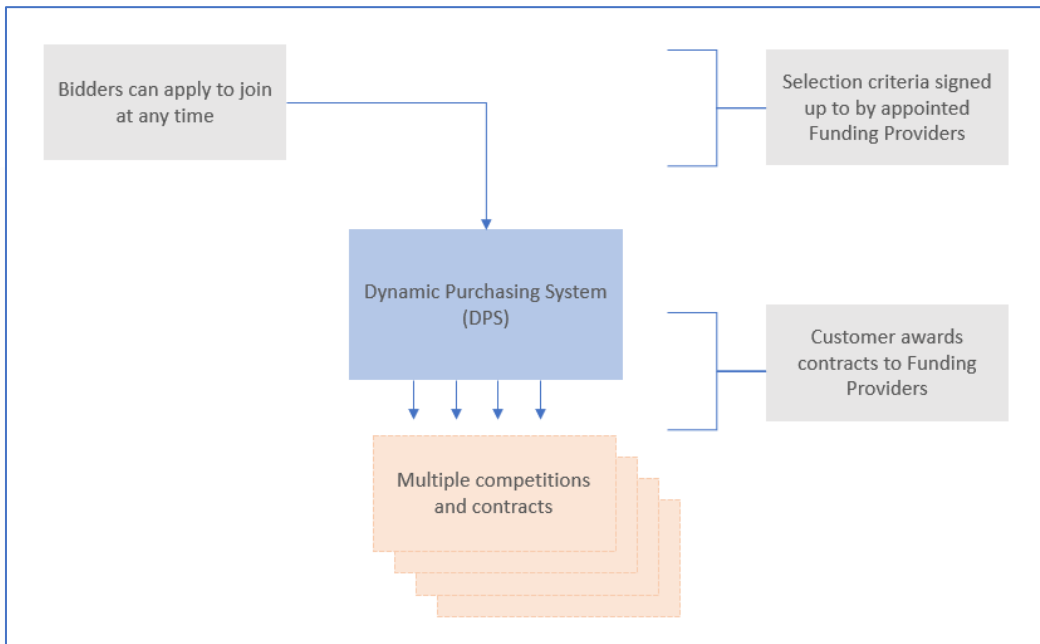 Bidders can apply to join
at any time
Selection criteria signed
up to by appointed
Funding Providers
Dynamic Purchasing System
(DPS)
Customer awards
contracts to Funding
Providers
Multiple competitions
and contracts